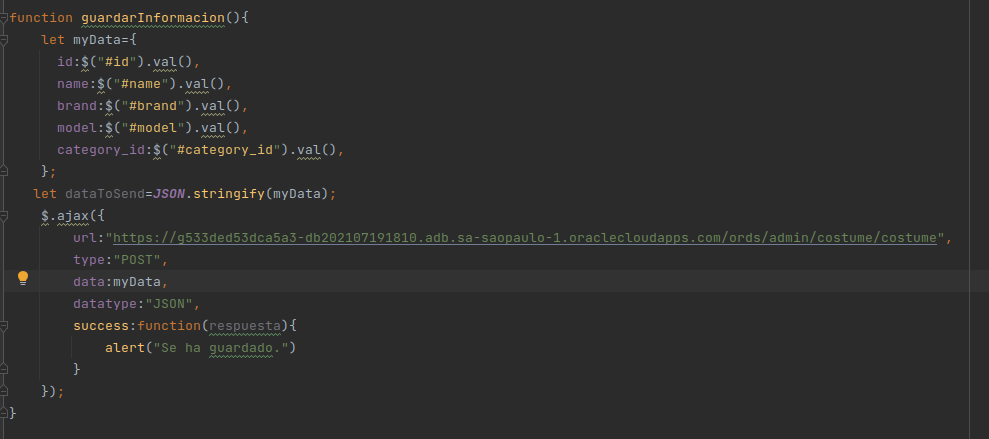 function guardarInformacion(){
    let myData={
      id:$("#id").val(),
      name:$("#name").val(),
      brand:$("#brand").val(),
      model:$("#model").val(),
      category_id:$("#category_id").val(),
    };
   let dataToSend=JSON.stringify(myData);
    $.ajax({
        url:"https://g533ded53dca5a3-db202107191810.adb.sa-saopaulo-1.oraclecloudapps.com/ords/admin/costume/costume",
        type:"POST",
        data:myData,
        datatype:"JSON",
        success:function(respuesta){
            alert("Se ha guardado.")
        }
    });
}